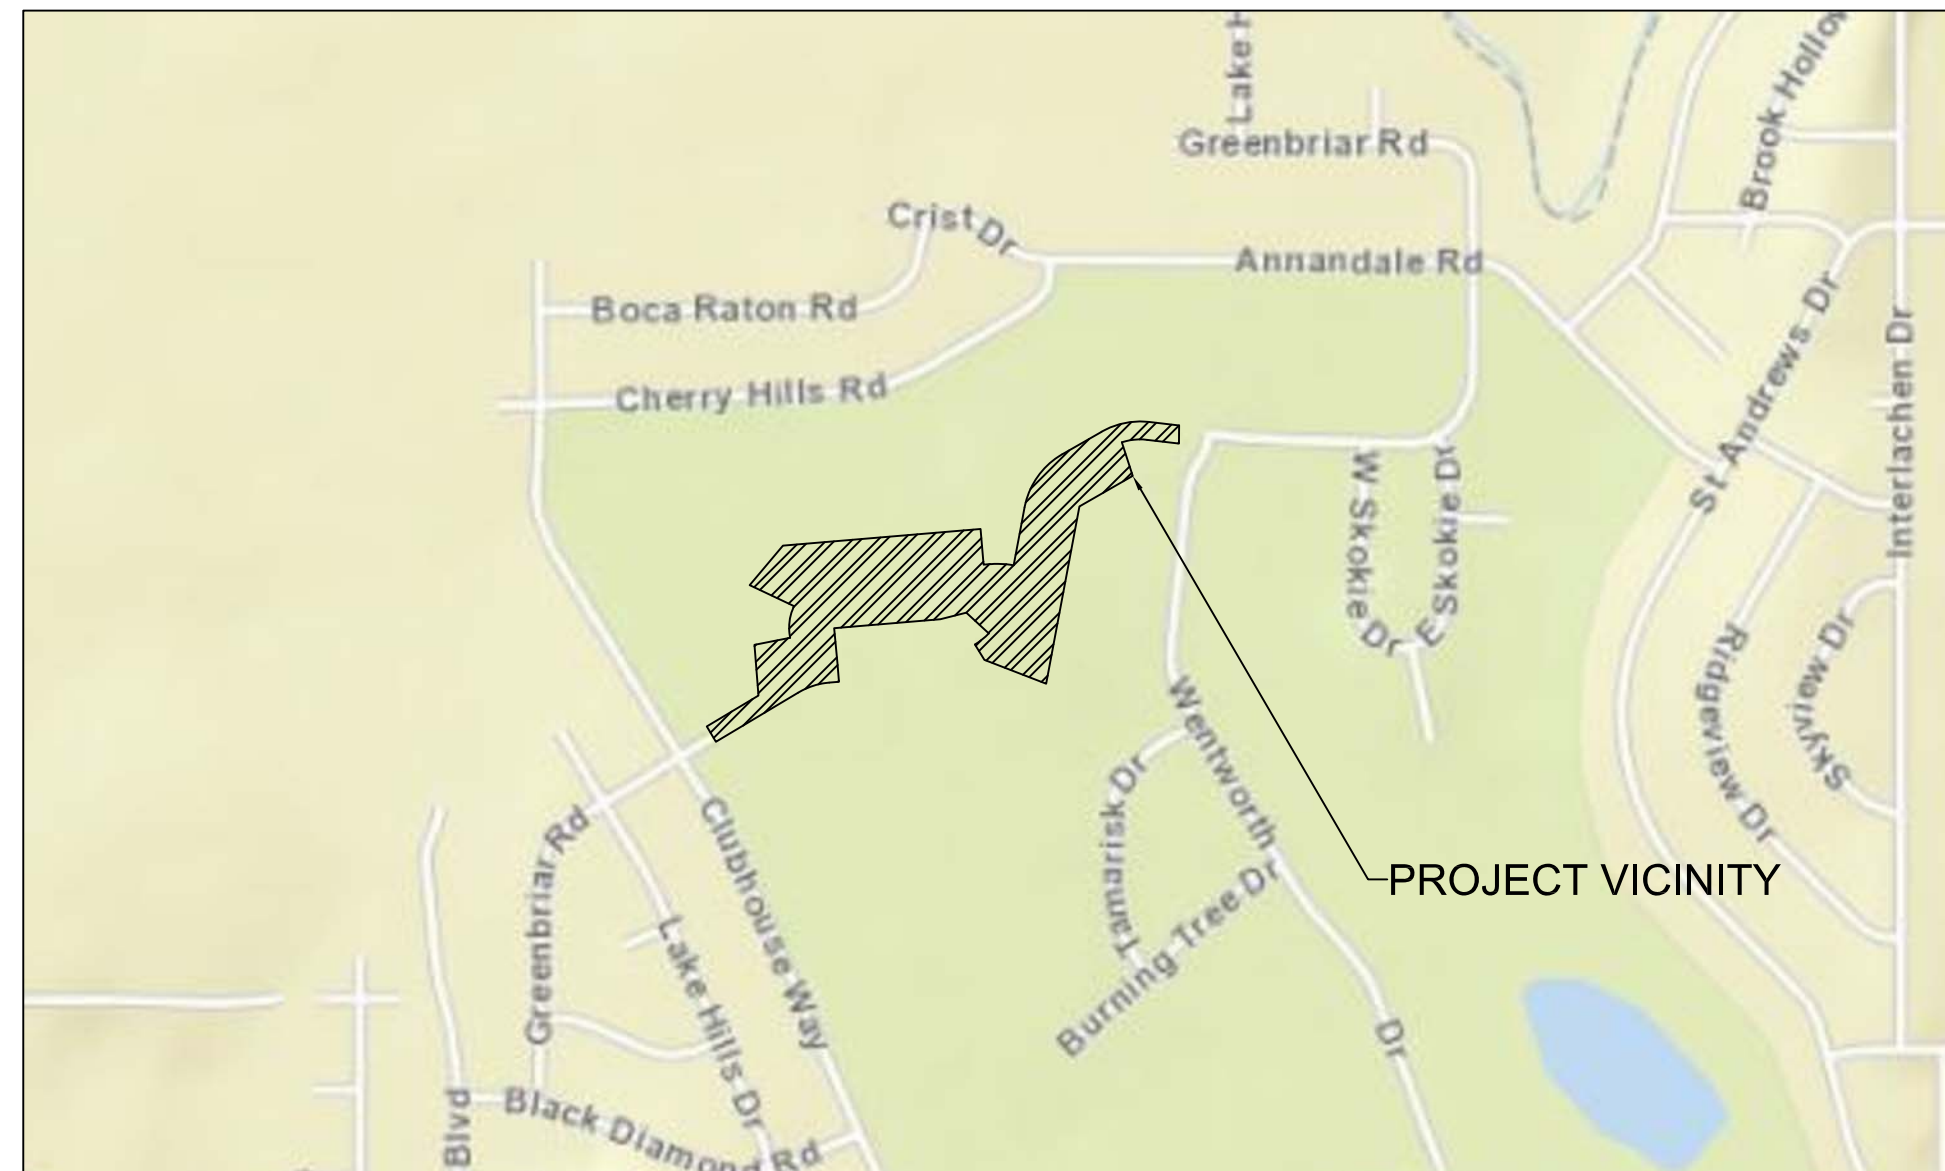 Lake H
Brook Hollow
Greenbriar Rd
Crist Dr
Annandale Rd
Boca Raton Rd
St Andrews Dr
Interlachen Dr
Cherry Hills Rd
W Skokie Dr
E Skokie Dr
Ridgeview Dr
Skyview Dr
Wentworth
Tamarisk Dr
Greenbriar Rd
Clubhouse Way
PROJECT VICINITY
Burning Tree Dr
Lake Hills Dr
Dr
Blvd
Black Diamond Rd